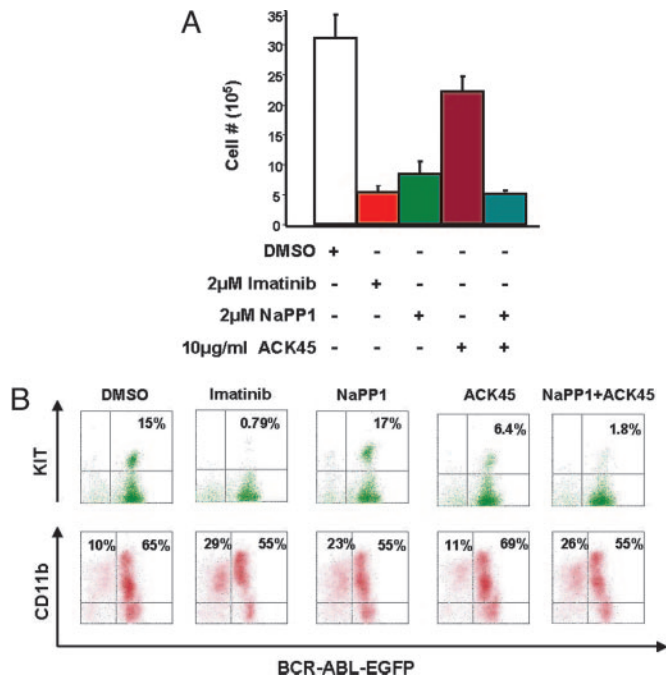 A
35
30
25
20
15
10
5
0
Cell # (10⁵)
DMSO + - - - -
2µM Imatinib - + - - -
2µM NaPP1 - - + - +
10µg/ml ACK45 - - - + +
B
DMSO Imatinib NaPP1 ACK45 NaPP1+ACK45
KIT
15% 0.79% 17% 6.4% 1.8%
CD11b
10% 65% 29% 55% 23% 55% 11% 69% 26% 55%
BCR-ABL-EGFP